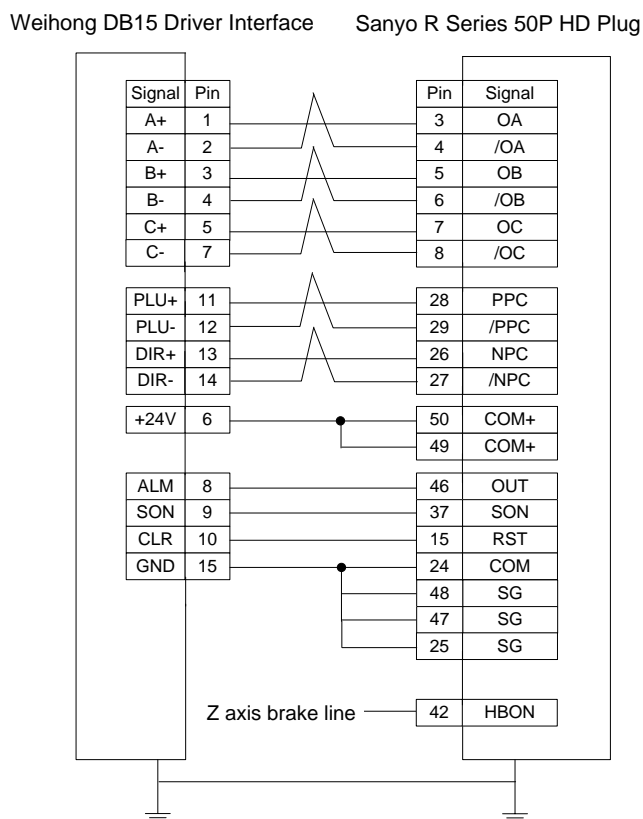 Weihong DB15 Driver Interface Sanyo R Series 50P HD Plug
Signal Pin Pin Signal
A+ 1 3 OA
A- 2 4 /OA
B+ 3 5 OB
B- 4 6 /OB
C+ 5 7 OC
C- 7 8 /OC
PLU+ 11 28 PPC
PLU- 12 29 /PPC
DIR+ 13 26 NPC
DIR- 14 27 /NPC
+24V 6 50 COM+
49 COM+
ALM 8 46 OUT
SON 9 37 SON
CLR 10 15 RST
GND 15 24 COM
48 SG
47 SG
25 SG
Z axis brake line 42 HBON